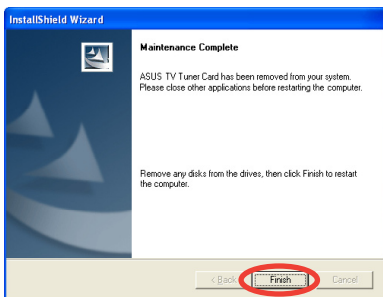 InstallShield Wizard
Maintenance Complete
ASUS TV Tuner Card has been removed from your system.
Please close other applications before restarting the computer.
Remove any disks from the drives, then click Finish to restart
the computer.
< Back
Finish
Cancel